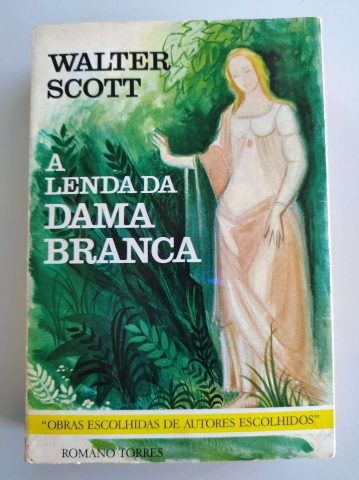 WALTER
SCOTT
A
LENDA DA
DAMA
BRANCA
"OBRAS ESCOLHIDAS DE AUTORES ESCOLHIDOS"
ROMANO TORRES